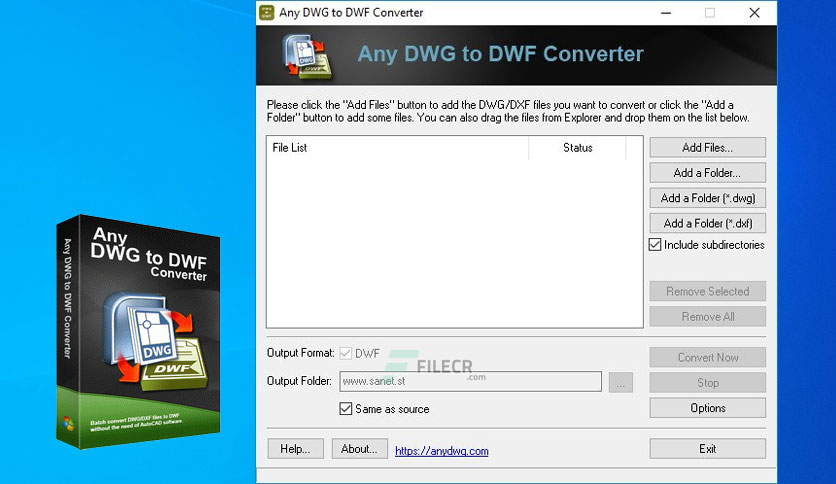 Any DWG to DWF Converter
Any DWG to DWF Converter
Please click the "Add Files" button to add the DWG/DXF files you want to convert or click the "Add a
Folder" button to add some files. You can also drag the files from Explorer and drop them on the list below.
File List
Status
Add Files...
Add a Folder...
Add a Folder (*.dwg)
Add a Folder (*.dxf)
Include subdirectories
Remove Selected
Remove All
Output Format:
DWF
FILECR
.com
Output Folder:
www.sanet.st
...
Same as source
Convert Now
Stop
Options
Help...
About...
https://anydwg.com
Exit
Any
DWG to DWF
Converter
Any DWG to DWF Converter
DWG
DWF
Batch convert DWG/DXF files to DWF
without the need of AutoCAD software.
DWG
DWF